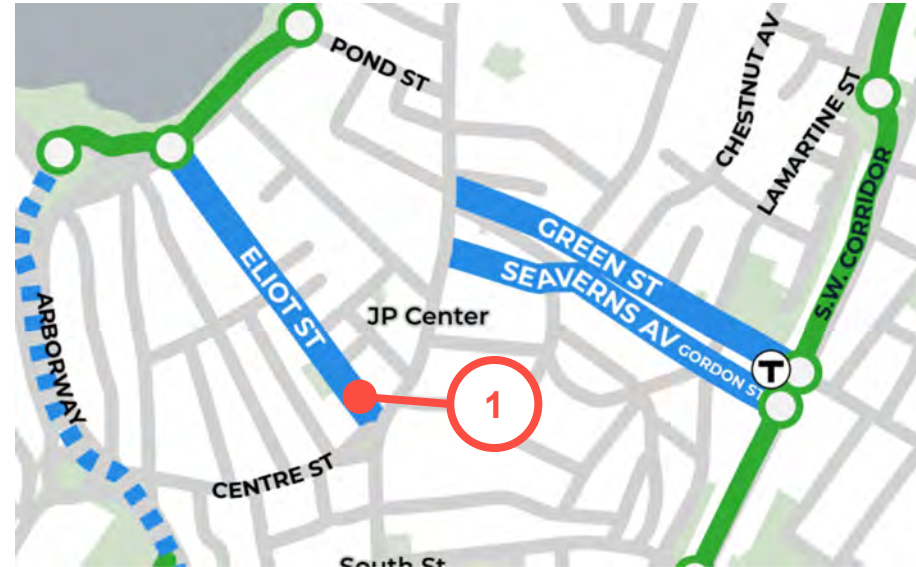 POND ST
CHESTNUT AV
LAMARTINE ST
S.W. CORRIDOR
GREEN ST
SEAVERNS AV
GORDON ST
T
ELIOT ST
JP Center
ARBORWAY
1
CENTRE ST
South St